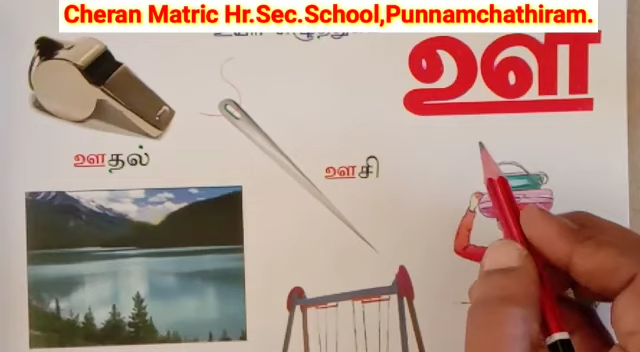 Cheran Matric Hr.Sec.School,Punnamchathiram.
ஊ
ஊதல்
ஊசி